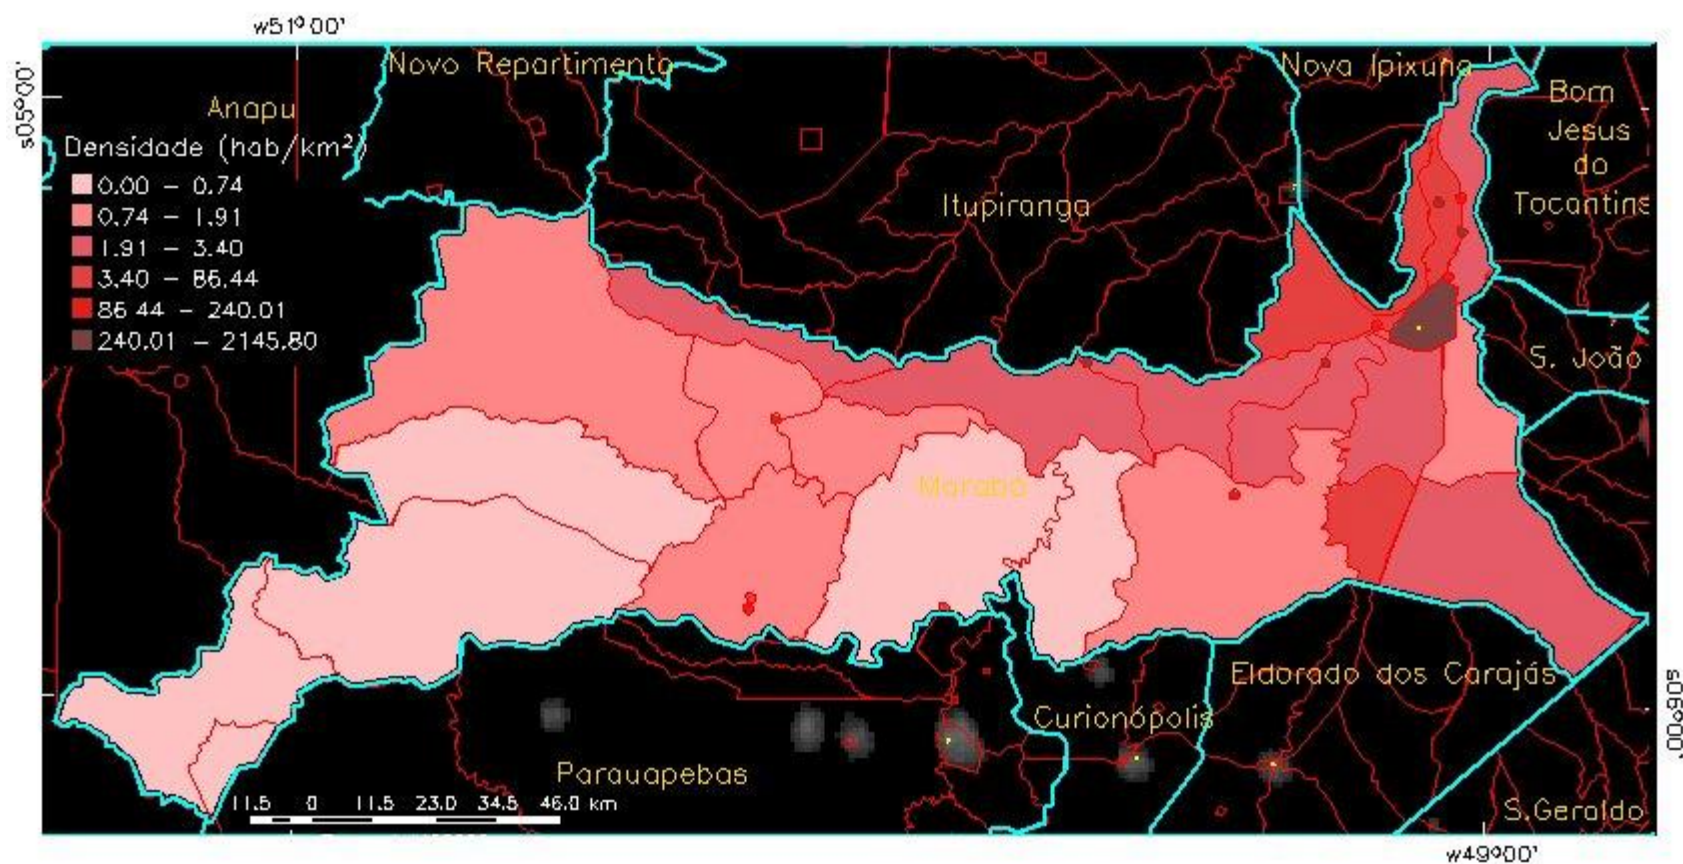 w51º00'
s05º00'
Novo Repartimento
Nova Ipixuna
Anapu
Bom
Jesus
do
Tocantins
Densidade (hab/km²)
0.00 – 0.74
0.74 – 1.91
1.91 – 3.40
3.40 – 86.44
86 44 – 240.01
240.01 – 2145.80
Itupiranga
S. João
Marabá
Eldorado dos Carajás
s06º00'
Curionópolis
Parauapebas
11.5 0 11.5 23.0 34.5 46.0 km
S.Geraldo
w49º00'